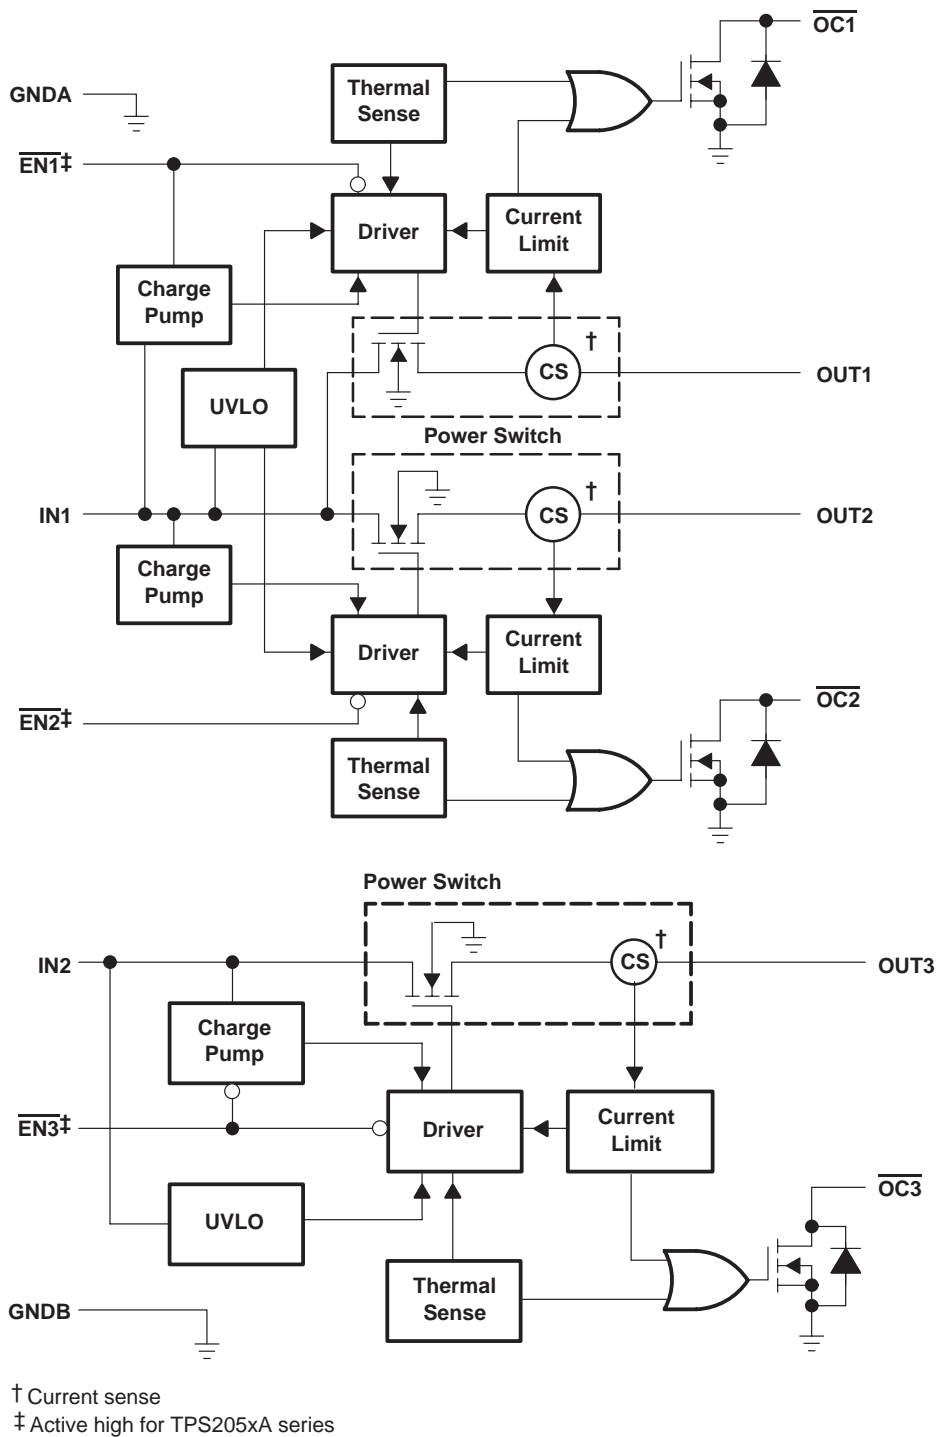 OC1
Thermal
Sense
GNDA
EN1‡
Driver
Current
Limit
Charge
Pump
†
CS
OUT1
UVLO
Power Switch
†
IN1
CS
OUT2
Charge
Pump
Driver
Current
Limit
EN2‡
OC2
Thermal
Sense
Power Switch
†
IN2
CS
OUT3
Charge
Pump
EN3‡
Driver
Current
Limit
OC3
UVLO
Thermal
Sense
GNDB
† Current sense
‡ Active high for TPS205xA series